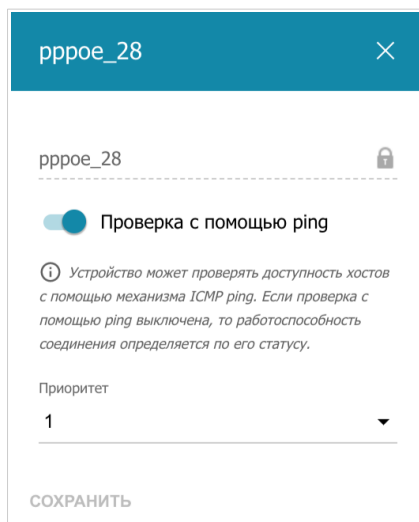 pppoe_28
pppoe_28
Проверка с помощью ping
Устройство может проверять доступность хостов
с помощью механизма ICMP ping. Если проверка с
помощью ping выключена, то работоспособность
соединения определяется по его статусу.
Приоритет
1
СОХРАНИТЬ